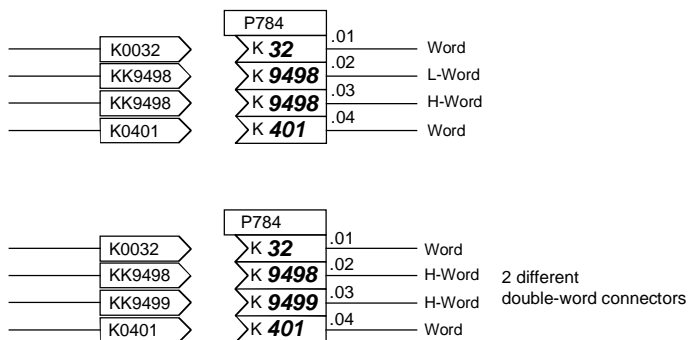 P784
K0032 K 32 .01 Word
KK9498 K 9498 .02 L-Word
KK9498 K 9498 .03 H-Word
K0401 K 401 .04 Word
P784
K0032 K 32 .01 Word
KK9498 K 9498 .02 H-Word 2 different
KK9499 K 9499 .03 H-Word double-word connectors
K0401 K 401 .04 Word